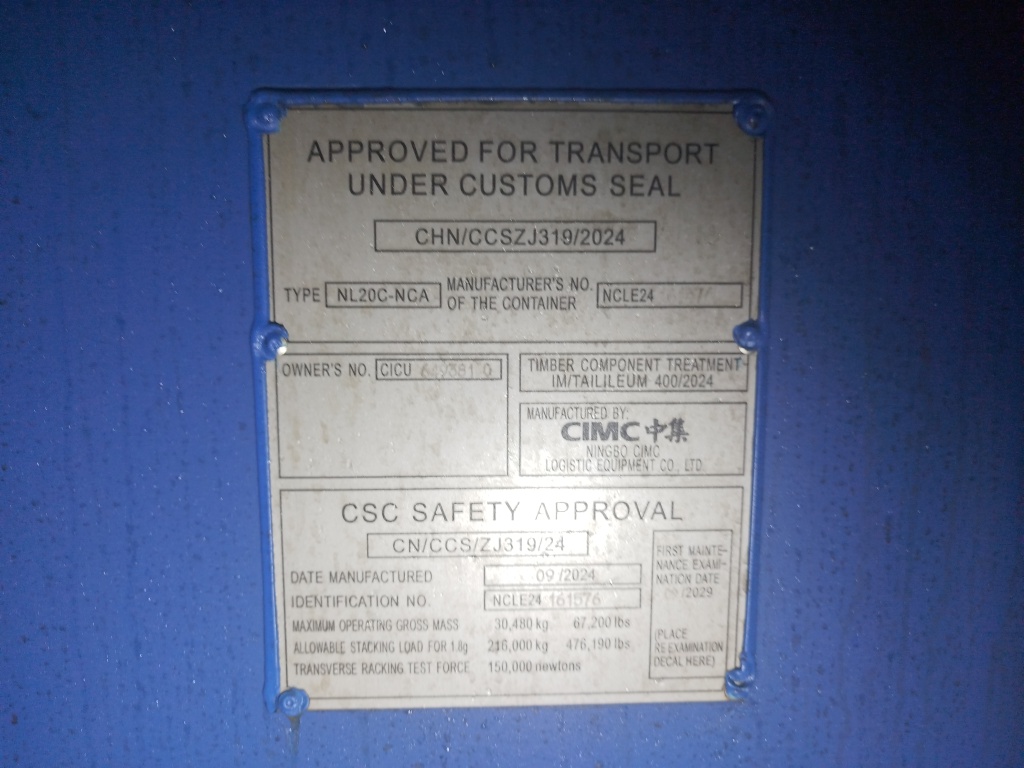 APPROVED FOR TRANSPORT
UNDER CUSTOMS SEAL
CHN/CCSZJ319/2024
TYPE NL20C-NCA MANUFACTURER'S NO.
OF THE CONTAINER NCLE24
OWNER'S NO. CICU
TIMBER COMPONENT TREATMENT
IM/TAILILEUM 400/2024
MANUFACTURED BY:
CIMC 中集
NINGBO CIMC
LOGISTIC EQUIPMENT CO., LTD
CSC SAFETY APPROVAL
CN/CCS/ZJ319/24
DATE MANUFACTURED 09/2024
IDENTIFICATION NO. NCLE24 161576
MAXIMUM OPERATING GROSS MASS 30,480 kg 67,200 lbs
ALLOWABLE STACKING LOAD FOR 1.8g 216,000 kg 476,190 lbs
TRANSVERSE RACKING TEST FORCE 150,000 newtons
FIRST MAINTE-
NANCE EXAMI-
NATION DATE
09/2029
(PLACE
RE EXAMINATION
DECAL HERE)